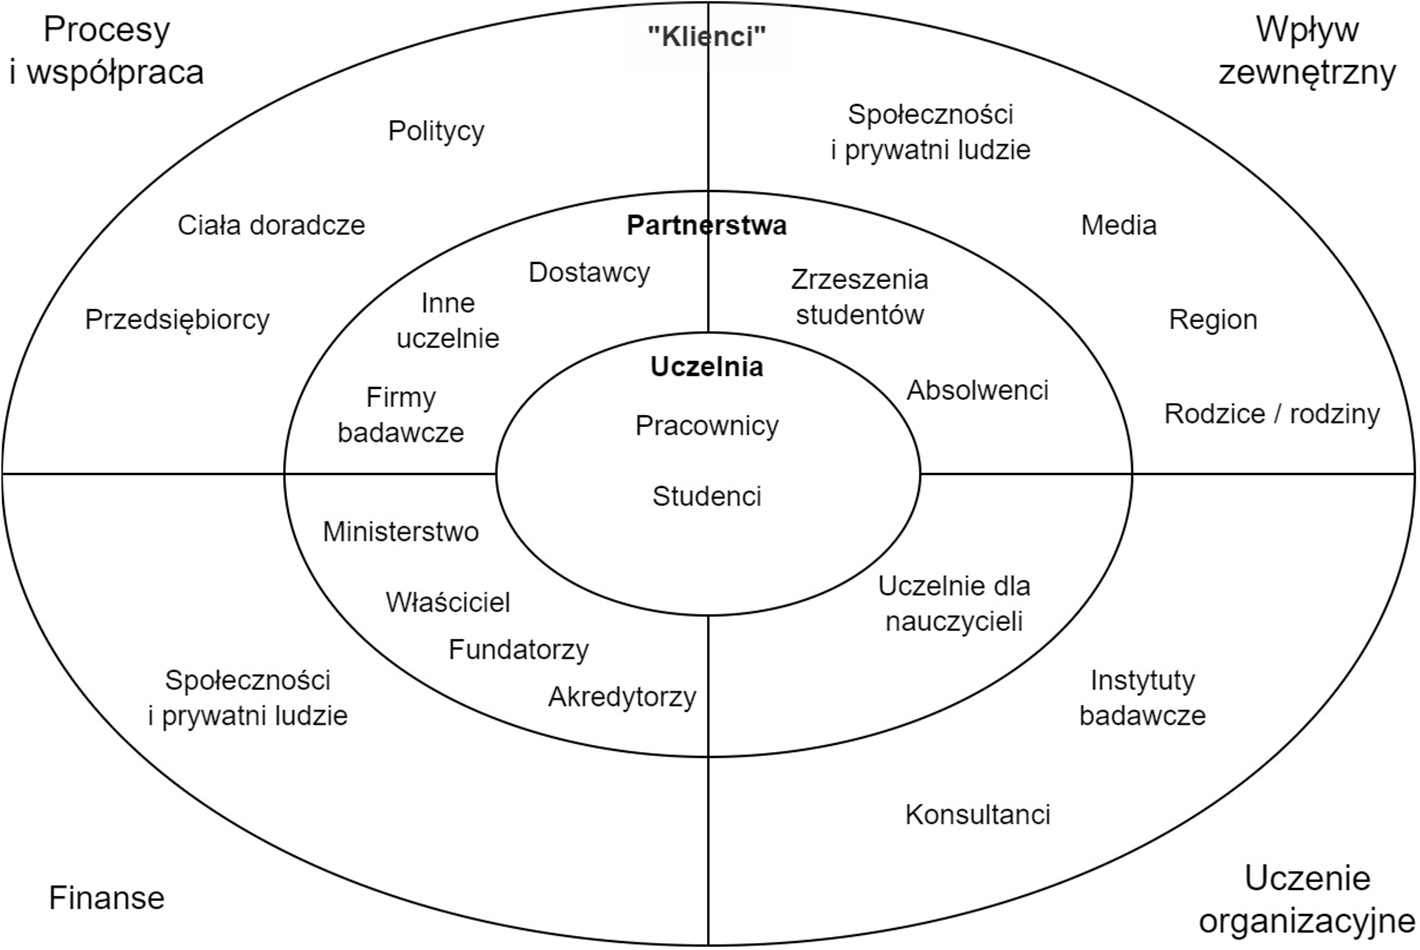 Procesy
i współpraca
"Klienci"
Wpływ
zewnętrzny
Politycy
Społeczności
i prywatni ludzie
Ciała doradcze
Partnerstwa
Media
Dostawcy
Zrzeszenia
studentów
Inne
uczelnie
Przedsiębiorcy
Region
Uczelnia
Firmy
badawcze
Absolwenci
Rodzice / rodziny
Pracownicy
Studenci
Ministerstwo
Właściciel
Uczelnie dla
nauczycieli
Fundatorzy
Akredytorzy
Społeczności
i prywatni ludzie
Instytuty
badawcze
Konsultanci
Finanse
Uczenie
organizacyjne